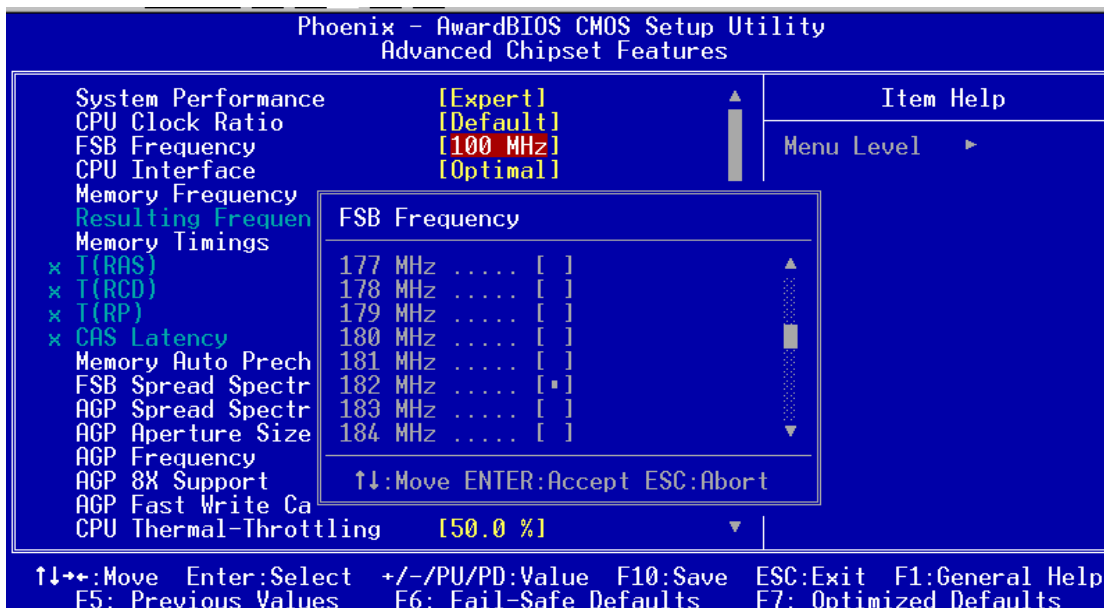 Phoenix - AwardBIOS CMOS Setup Utility
Advanced Chipset Features
System Performance [Expert]
CPU Clock Ratio [Default]
FSB Frequency [100 MHz]
CPU Interface [Optimal]
Memory Frequency
Resulting Frequen
Memory Timings
x T(RAS)
x T(RCD)
x T(RP)
x CAS Latency
Memory Auto Prech
FSB Spread Spectr
AGP Spread Spectr
AGP Aperture Size
AGP Frequency
AGP 8X Support
AGP Fast Write Ca
CPU Thermal-Throttling [50.0 %]
FSB Frequency
177 MHz ..... [ ]
178 MHz ..... [ ]
179 MHz ..... [ ]
180 MHz ..... [ ]
181 MHz ..... [ ]
182 MHz ..... [▪]
183 MHz ..... [ ]
184 MHz ..... [ ]
↑↓:Move ENTER:Accept ESC:Abort
Item Help
Menu Level ►
↑↓→←:Move Enter:Select +/-/PU/PD:Value F10:Save ESC:Exit F1:General Help
F5: Previous Values F6: Fail-Safe Defaults F7: Optimized Defaults